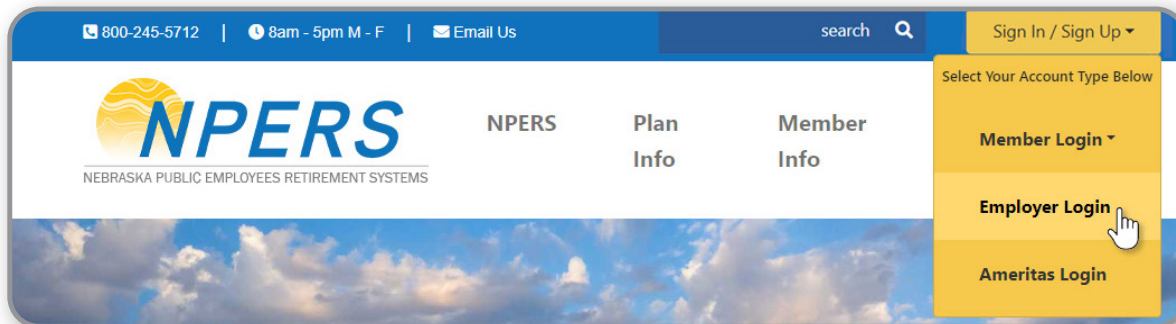 800-245-5712 | 8am - 5pm M - F | Email Us search Sign In / Sign Up
Select Your Account Type Below
NPERS
NEBRASKA PUBLIC EMPLOYEES RETIREMENT SYSTEMS
NPERS
Plan
Info
Member
Info
Member Login
Employer Login
Ameritas Login